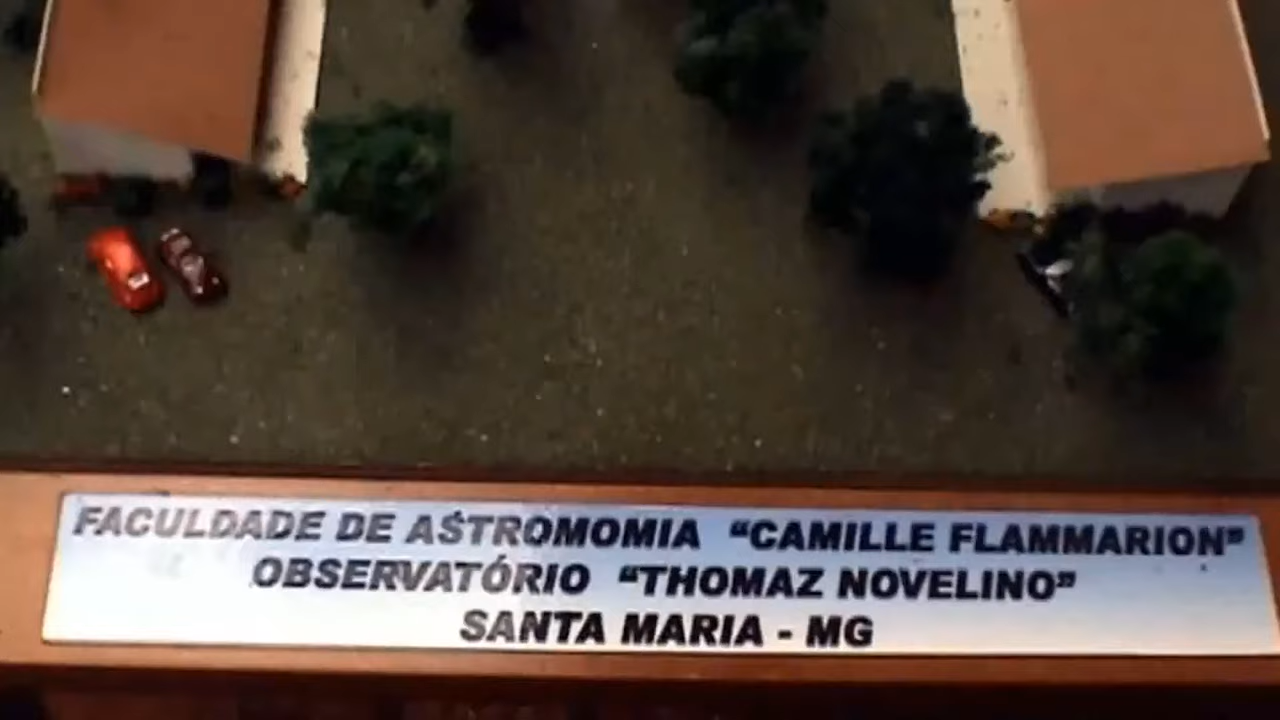 FACULDADE DE ASTROMOMIA “CAMILLE FLAMMARION”
OBSERVATÓRIO “THOMAZ NOVELINO”
SANTA MARIA - MG